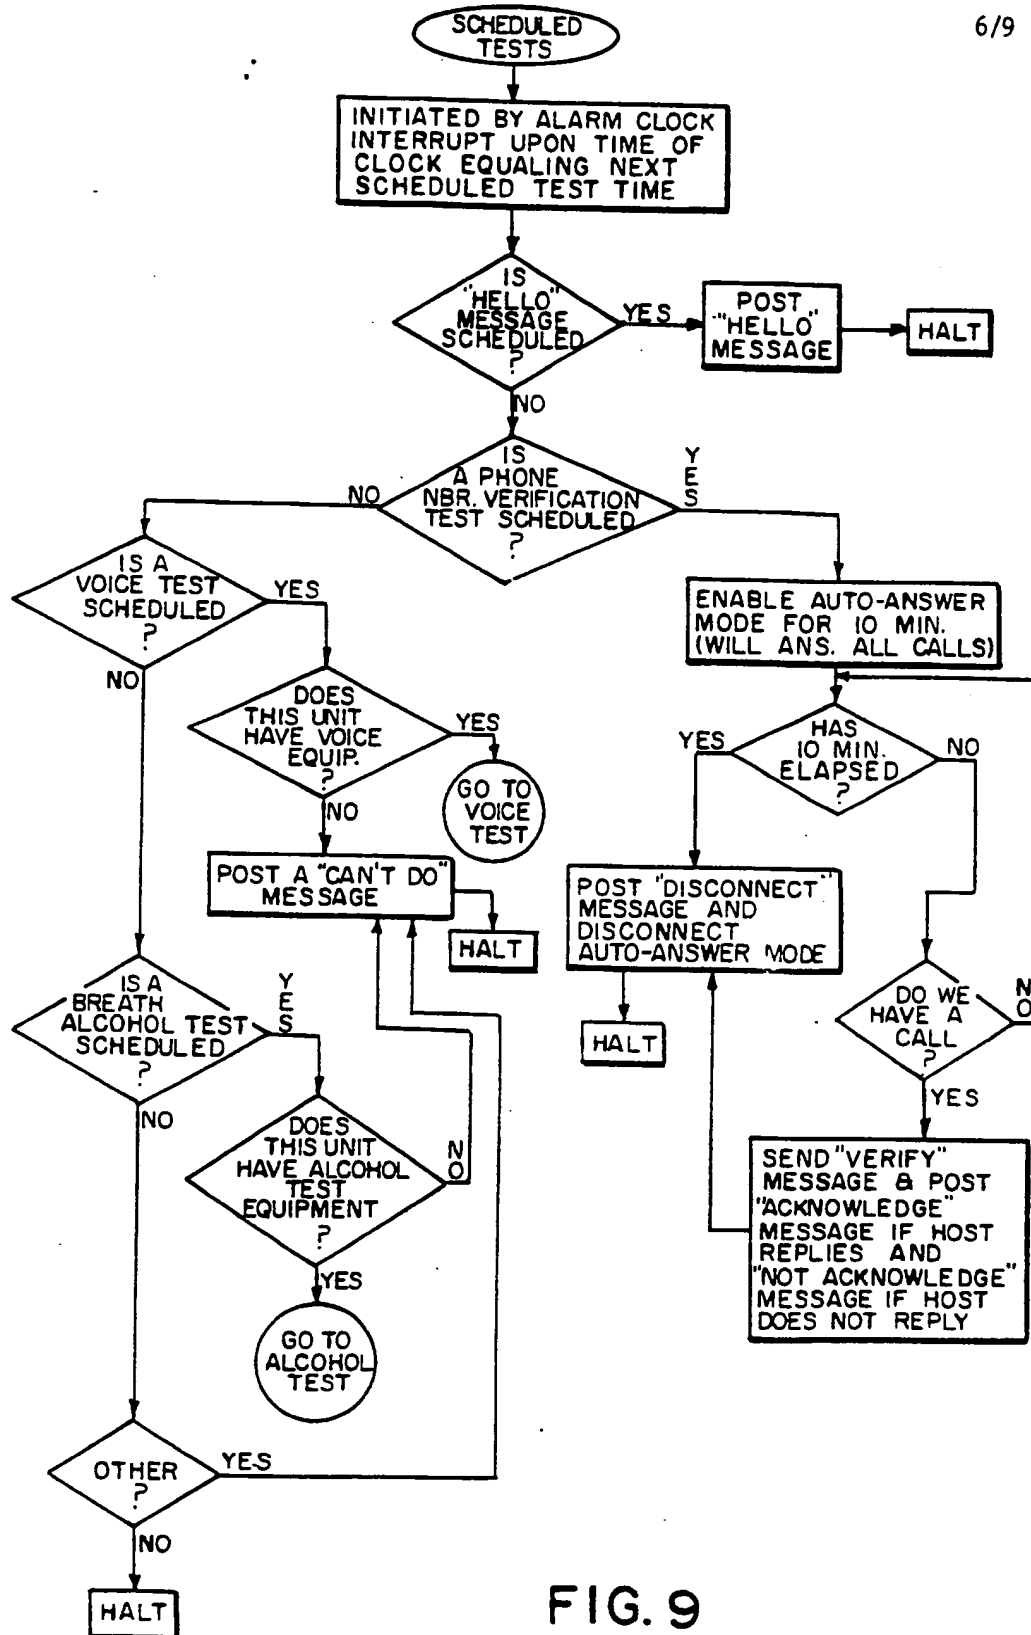 6/9
SCHEDULED
TESTS
INITIATED BY ALARM CLOCK
INTERRUPT UPON TIME OF
CLOCK EQUALING NEXT
SCHEDULED TEST TIME
IS
"HELLO"
MESSAGE
SCHEDULED
?
YES
POST
"HELLO"
MESSAGE
HALT
NO
IS
A PHONE
NBR. VERIFICATION
TEST SCHEDULED
?
NO
YES
IS A
VOICE TEST
SCHEDULED
?
YES
NO
ENABLE AUTO-ANSWER
MODE FOR 10 MIN.
(WILL ANS. ALL CALLS)
DOES
THIS UNIT
HAVE VOICE
EQUIP.
?
YES
NO
GO TO
VOICE
TEST
HAS
10 MIN.
ELAPSED
?
YES
NO
POST A "CAN'T DO"
MESSAGE
HALT
POST "DISCONNECT"
MESSAGE AND
DISCONNECT
AUTO-ANSWER MODE
HALT
DO WE
HAVE A
CALL
?
NO
YES
IS A
BREATH
ALCOHOL TEST
SCHEDULED
?
YES
NO
DOES
THIS UNIT
HAVE ALCOHOL
TEST
EQUIPMENT
?
NO
YES
SEND "VERIFY"
MESSAGE & POST
"ACKNOWLEDGE"
MESSAGE IF HOST
REPLIES AND
"NOT ACKNOWLEDGE"
MESSAGE IF HOST
DOES NOT REPLY
GO TO
ALCOHOL
TEST
OTHER
?
YES
NO
HALT
FIG. 9